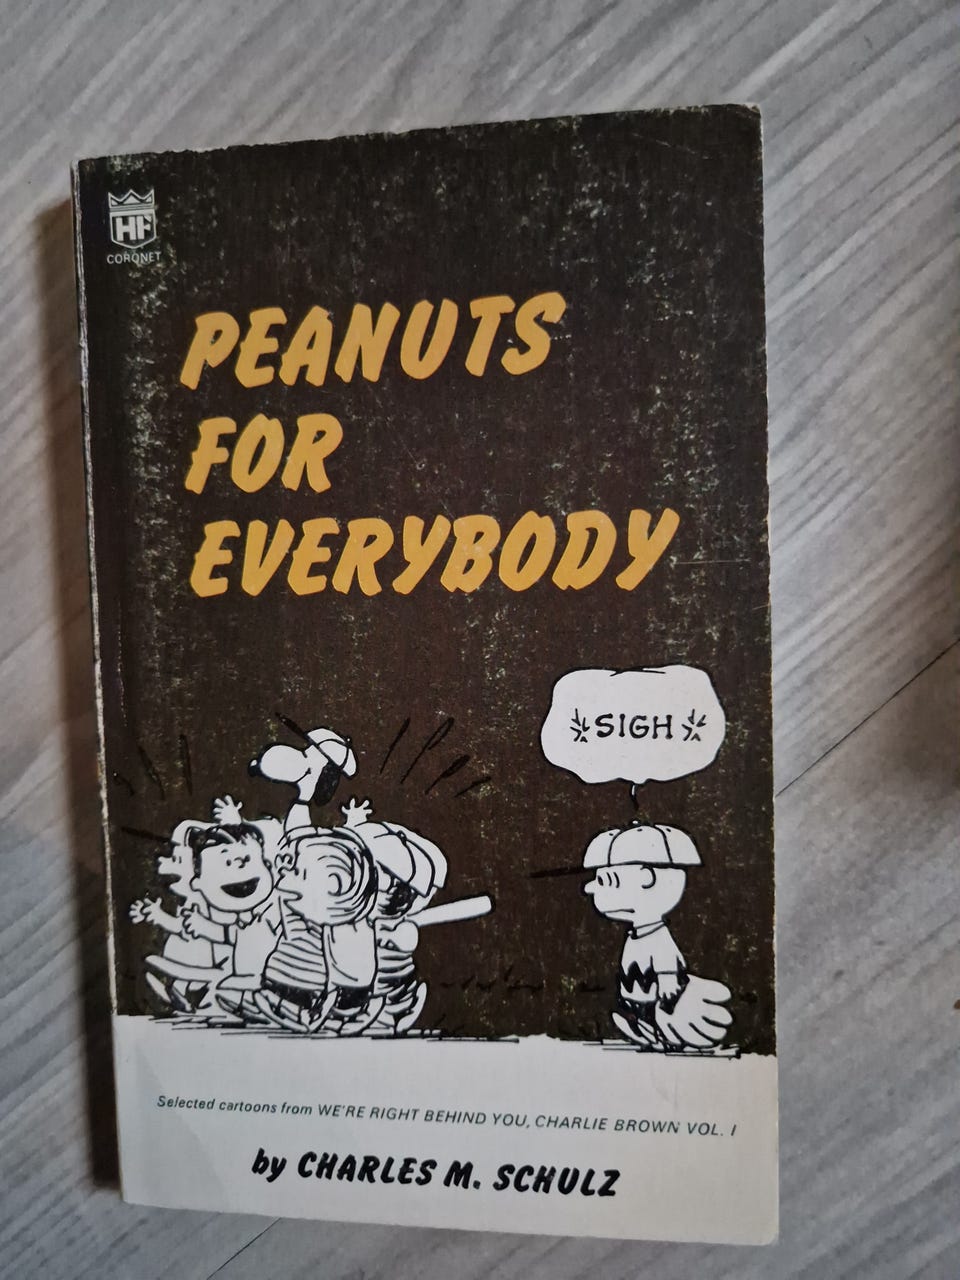 HF
CORONET
PEANUTS
FOR
EVERYBODY
SIGH
Selected cartoons from WE'RE RIGHT BEHIND YOU, CHARLIE BROWN VOL. I
by CHARLES M. SCHULZ